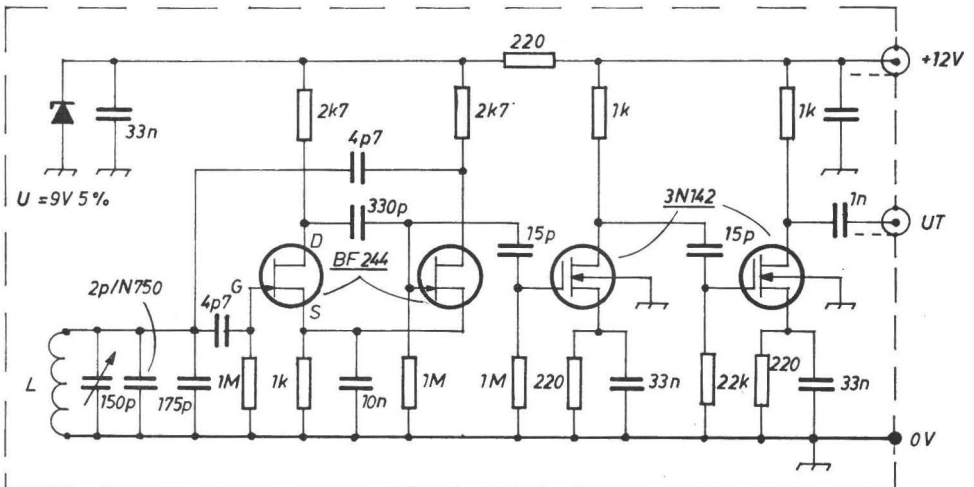 220
+12V
2k7
2k7
1k
1k
33n
4p7
U = 9V 5%
330p
3N142
1n
UT
15p
15p
D
BF 244
2p/N750
G
4p7
S
L
150p
175p
1M
1k
10n
1M
1M
220
33n
22k
220
33n
0V